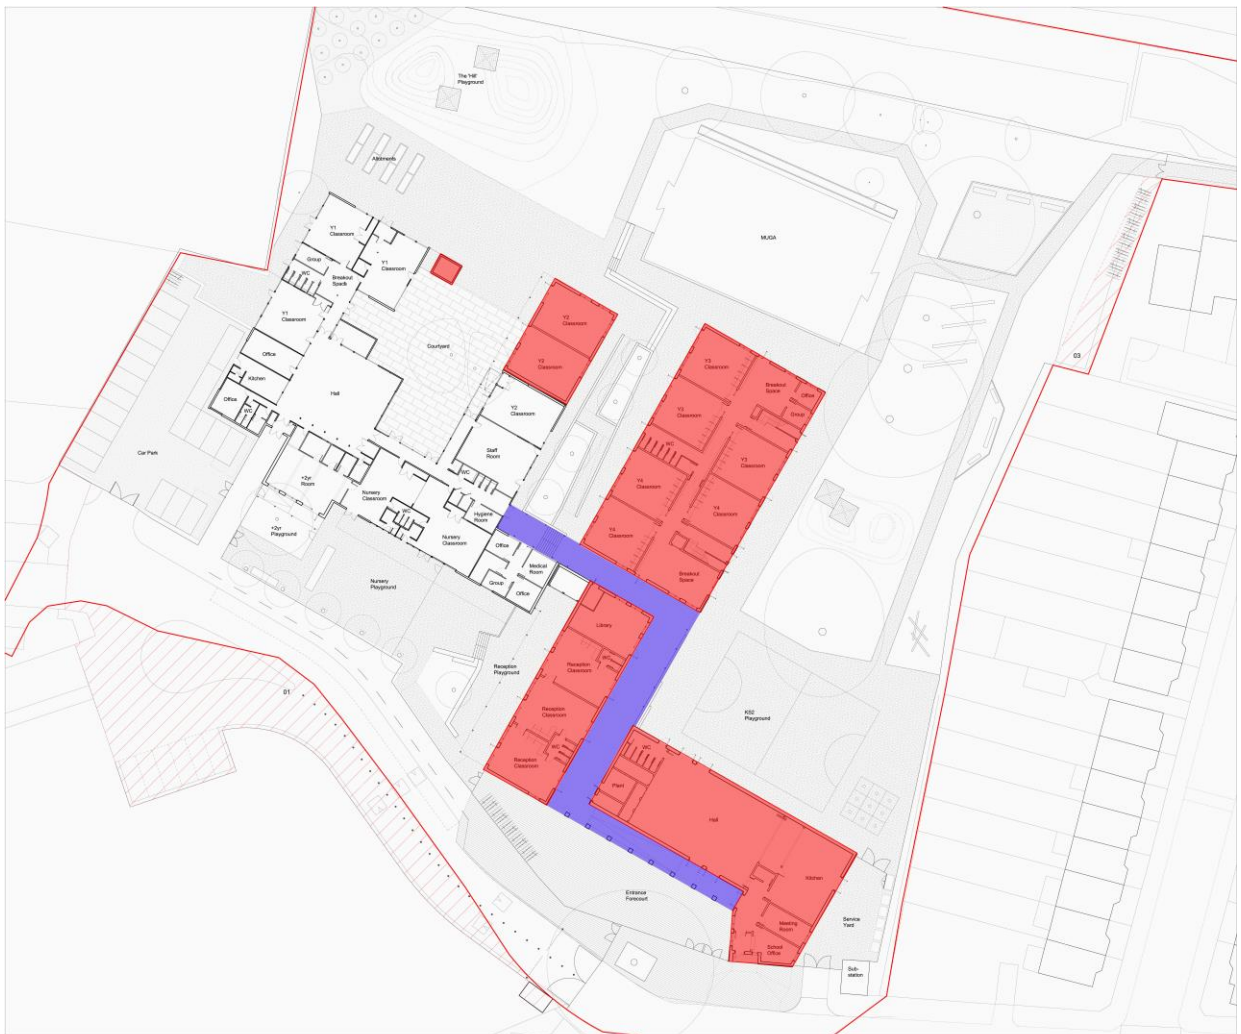 The 'Hill'
Playground
Allotments
MUGA
Y1
Classroom
Group
WC
Breakout
Space
Y1
Classroom
Y1
Classroom
Office
Kitchen
Office
WC
Hall
Courtyard
Car Park
Y2
Classroom
Y2
Classroom
Staff
Room
WC
+2yr
Room
Nursery
Classroom
WC
Hygiene
Room
Nursery
Classroom
Office
Medical
Room
Group
Office
+2yr
Playground
Nursery
Playground
Y3
Classroom
Breakout
Space
Office
Group
Y3
Classroom
WC
Y3
Classroom
Y4
Classroom
Y4
Classroom
Breakout
Space
03
Library
Reception
Classroom
WC
Reception
Playground
Reception
Classroom
WC
Reception
Classroom
01
KS2
Playground
WC
Plant
Hall
Kitchen
Entrance
Forecourt
Meeting
Room
School
Office
Service
Yard
Sub-
station